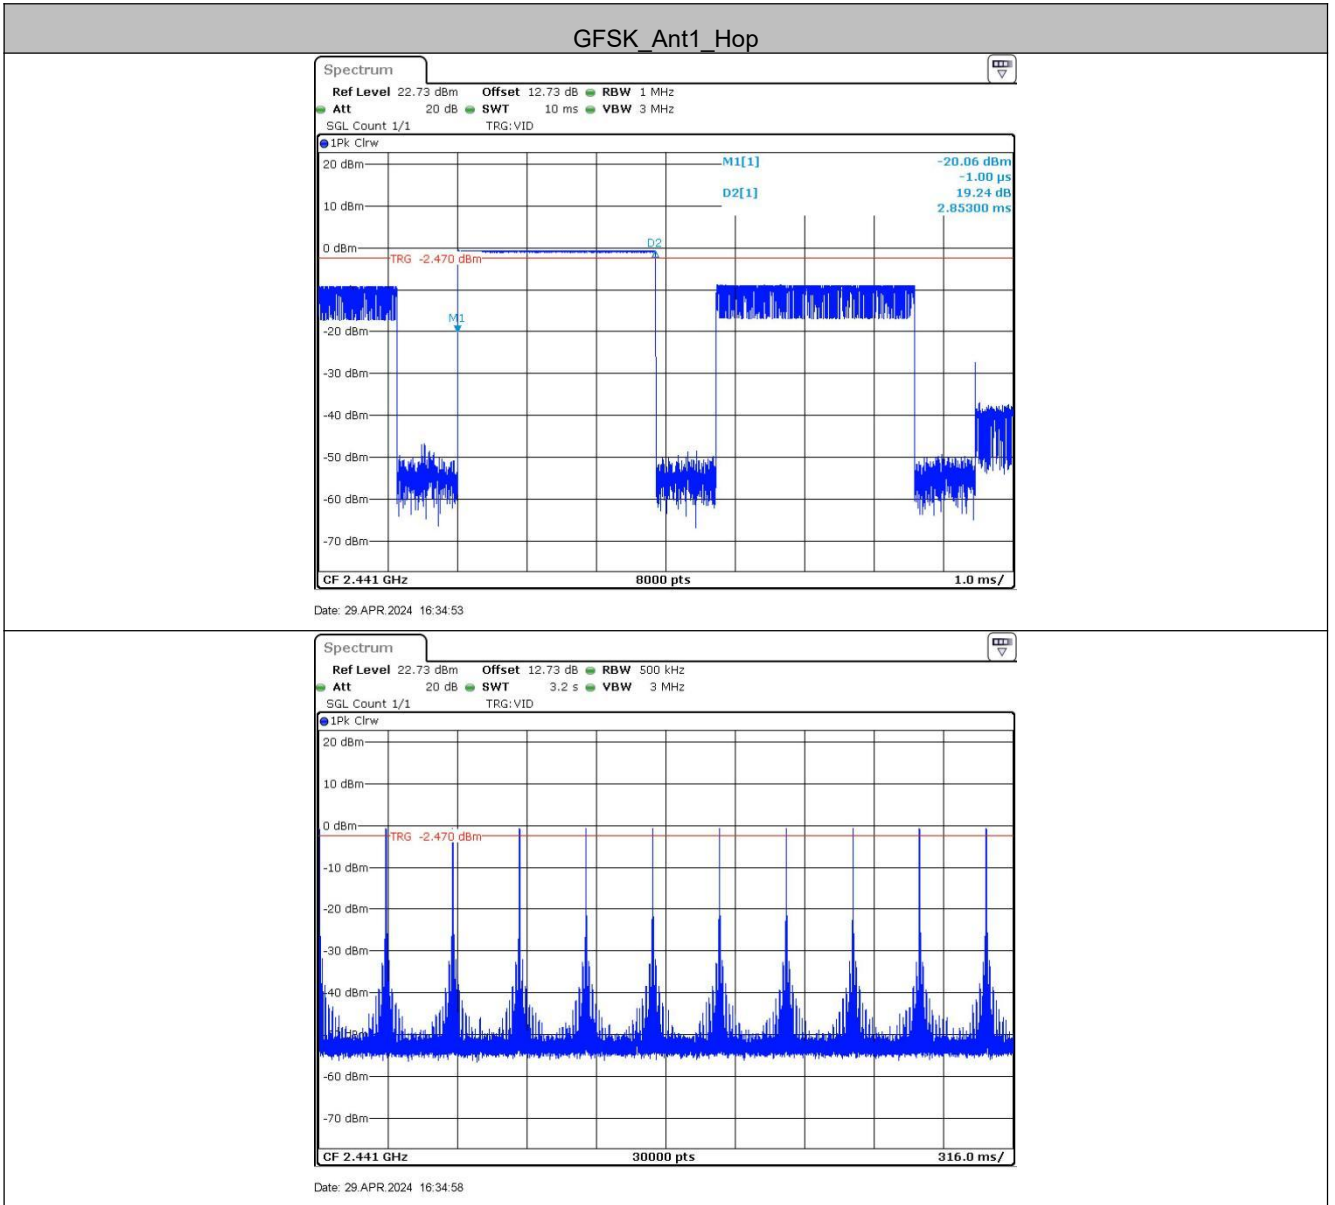 GFSK_Ant1_Hop
Spectrum
Ref Level 22.73 dBm Offset 12.73 dB RBW 1 MHz
Att 20 dB SWT 10 ms VBW 3 MHz
SGL Count 1/1 TRG:VID
1Pk Clrw
20 dBm
M1[1] -20.06 dBm
-1.00 µs
D2[1] 19.24 dB
2.85300 ms
10 dBm
D2
0 dBm
TRG -2.470 dBm
M1
-20 dBm
-30 dBm
-40 dBm
-50 dBm
-60 dBm
-70 dBm
CF 2.441 GHz 8000 pts 1.0 ms/
Date: 29.APR.2024 16:34:53
Spectrum
Ref Level 22.73 dBm Offset 12.73 dB RBW 500 kHz
Att 20 dB SWT 3.2 s VBW 3 MHz
SGL Count 1/1 TRG:VID
1Pk Clrw
20 dBm
10 dBm
0 dBm
TRG -2.470 dBm
-10 dBm
-20 dBm
-30 dBm
-40 dBm
-60 dBm
-70 dBm
CF 2.441 GHz 30000 pts 316.0 ms/
Date: 29.APR.2024 16:34:58